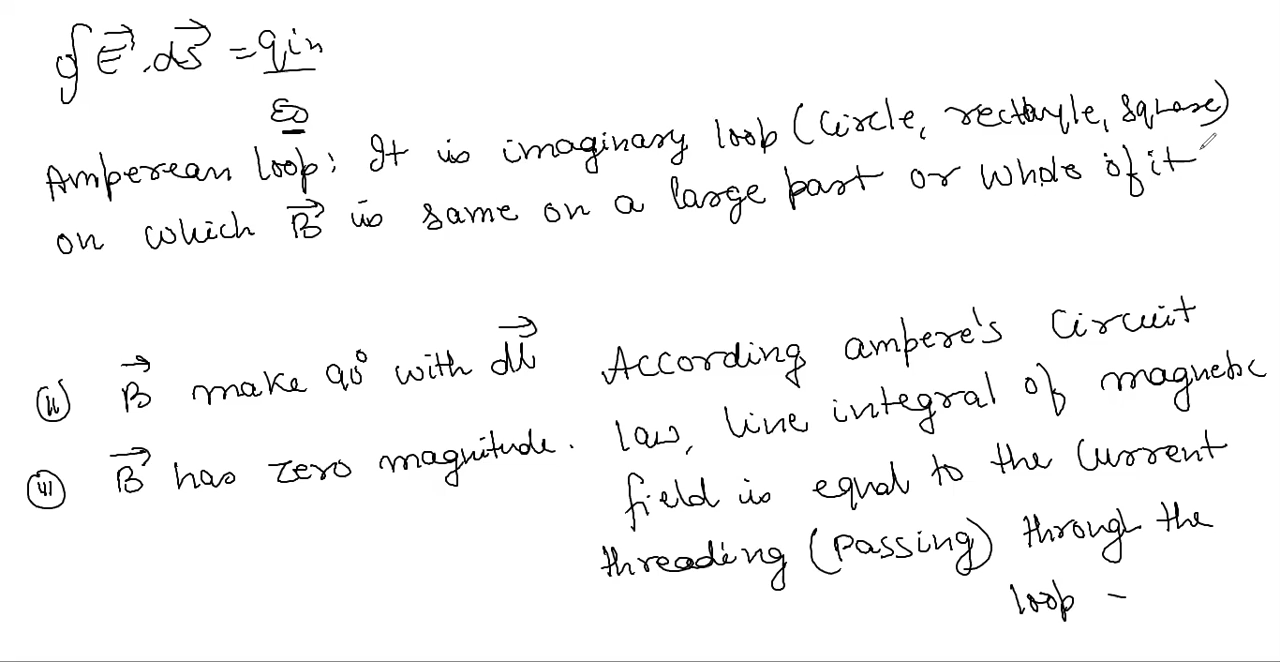 ∮E⃗.ds⃗ = qin/ε0
Amperean loop: It is imaginary loop (Circle, rectangle, square)
on which B⃗ is same on a large part or whole of it
(ii) B⃗ make 90° with dl⃗
(iii) B⃗ has zero magnitude.
According ampere's Circuit
law, line integral of magnetic
field is equal to the Current
threading (passing) through the
loop -